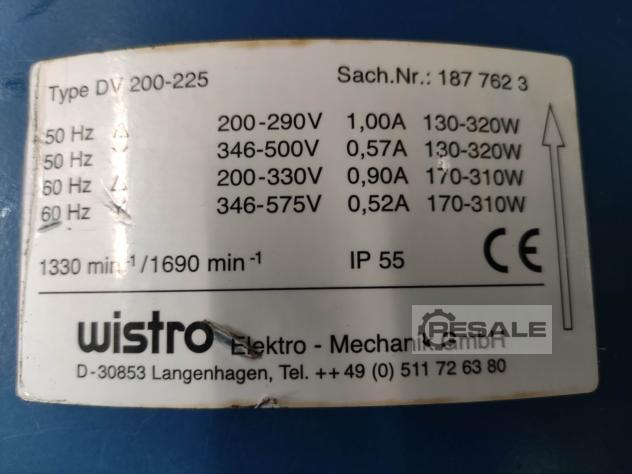 Type DV 200-225 Sach.Nr.: 187 762 3
50 Hz △ 200-290V 1,00A 130-320W
50 Hz Y 346-500V 0,57A 130-320W
60 Hz △ 200-330V 0,90A 170-310W
60 Hz Y 346-575V 0,52A 170-310W
1330 min⁻¹/1690 min⁻¹ IP 55 CE
wistro Elektro - Mechanik GmbH
RESALE
D-30853 Langenhagen, Tel. ++49 (0) 511 72 63 80